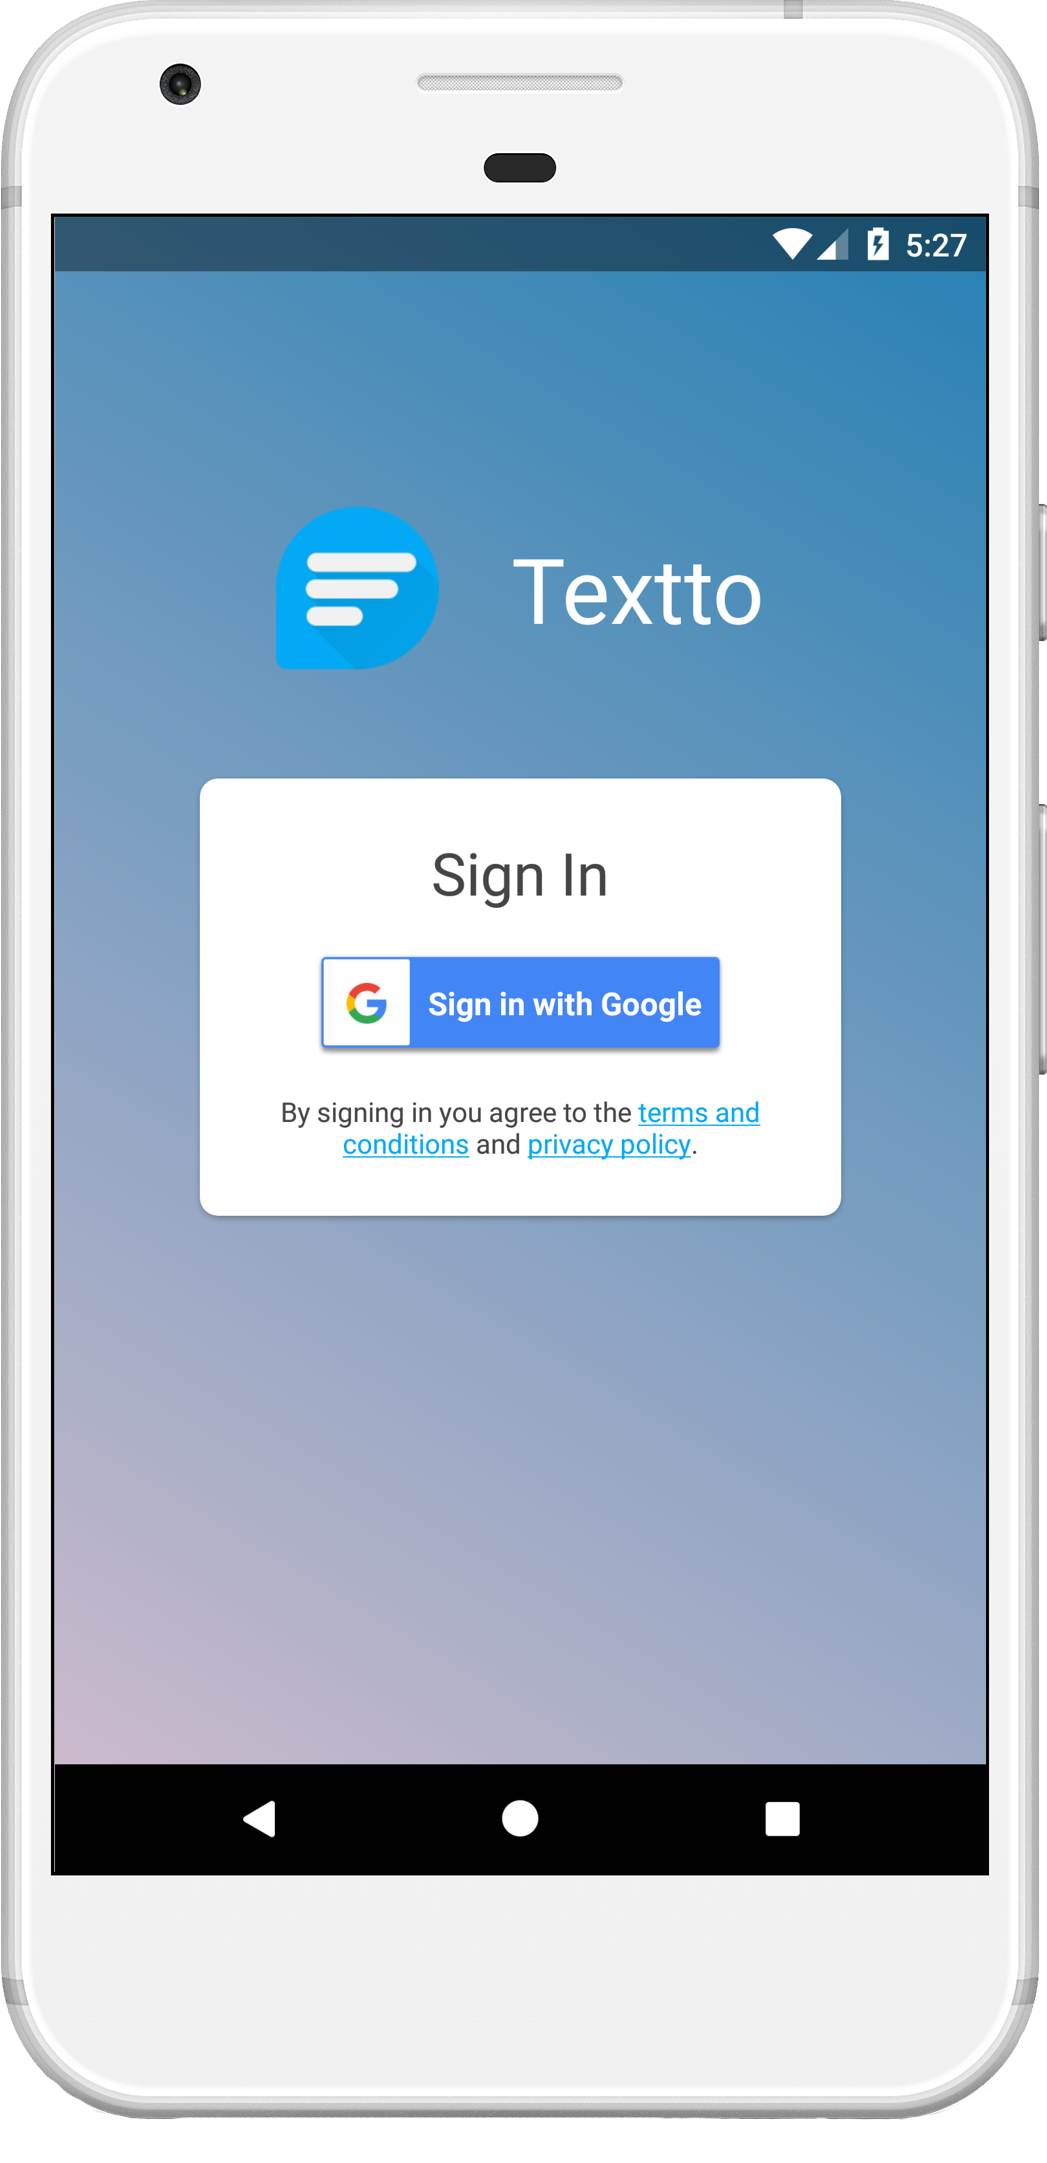 5:27
Textto
Sign In
Sign in with Google
By signing in you agree to the terms and
conditions and privacy policy.